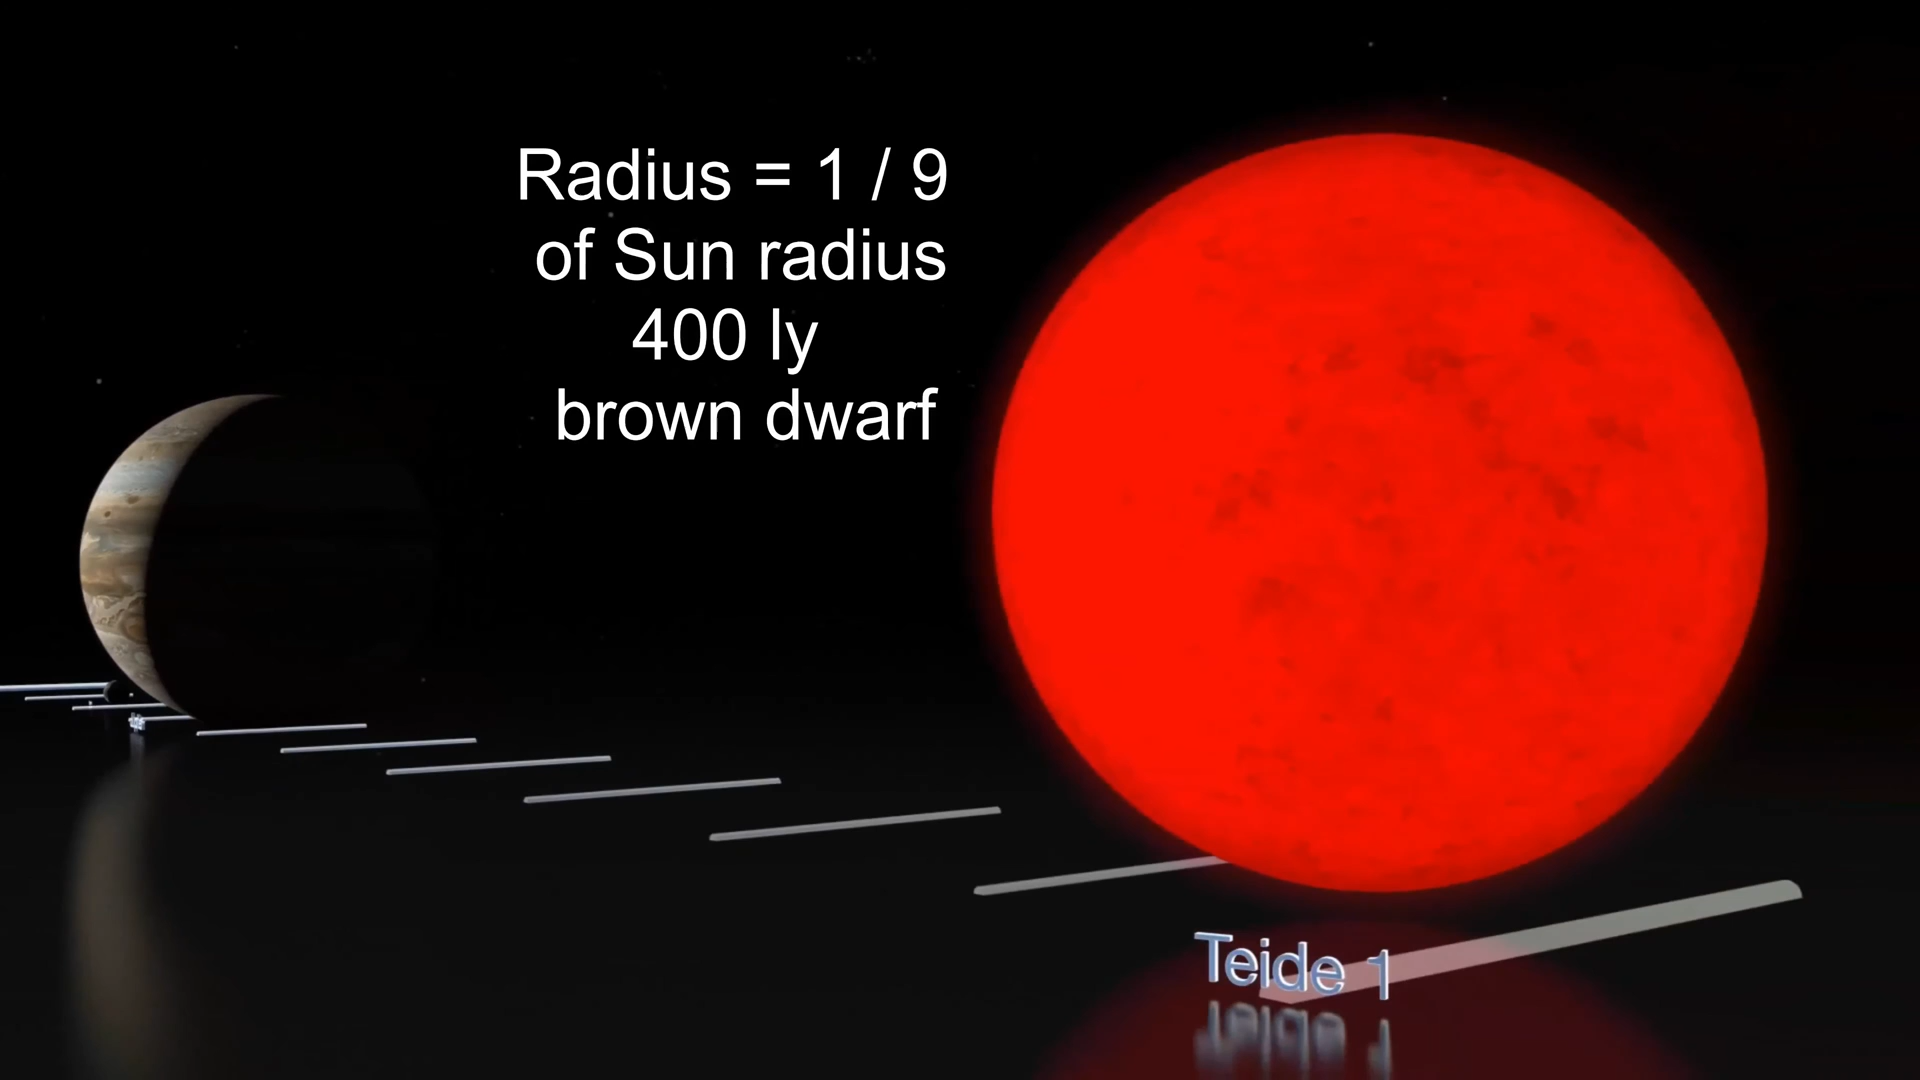 Radius = 1 / 9
of Sun radius
400 ly
brown dwarf
Teide 1